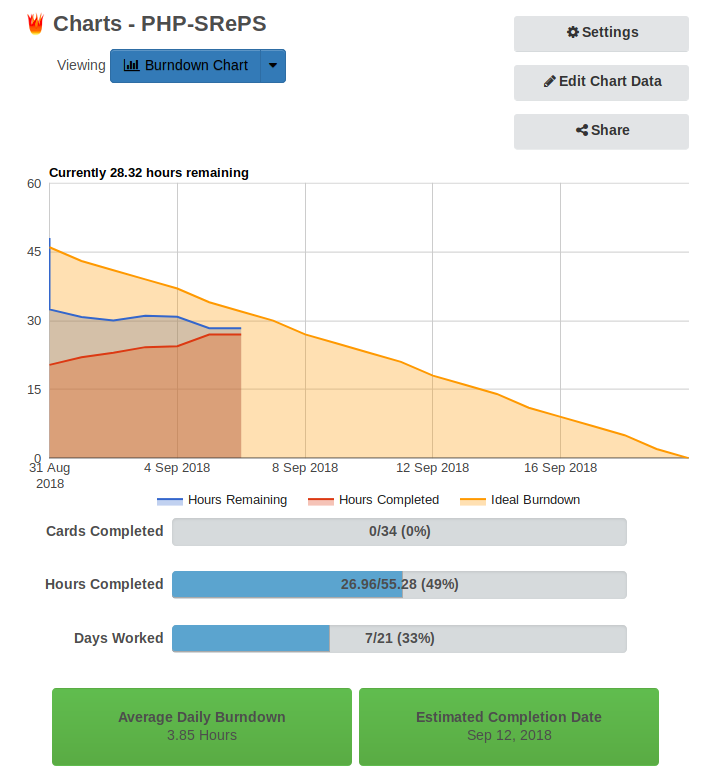 Charts - PHP-SRePS
Viewing Burndown Chart
Settings
Edit Chart Data
Share
Currently 28.32 hours remaining
60
45
30
15
0
31 Aug 2018
4 Sep 2018
8 Sep 2018
12 Sep 2018
16 Sep 2018
Hours Remaining
Hours Completed
Ideal Burndown
Cards Completed 0/34 (0%)
Hours Completed 26.96/55.28 (49%)
Days Worked 7/21 (33%)
Average Daily Burndown
3.85 Hours
Estimated Completion Date
Sep 12, 2018